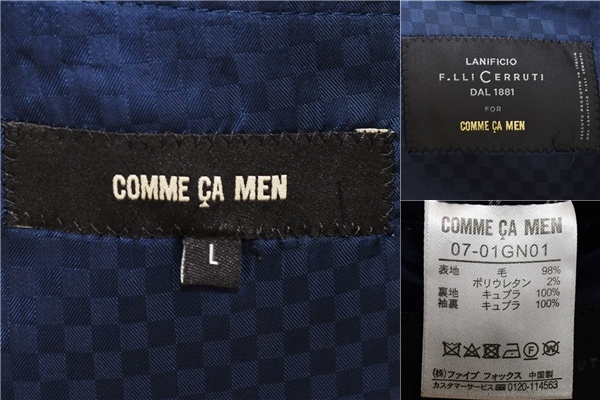 COMME ÇA MEN
L
LANIFICIO
F.LLI CERRUTI
DAL 1881
FOR
COMME ÇA MEN
COMME ÇA MEN
07-01GN01
表地 毛 98%
ポリウレタン 2%
裏地 キュプラ 100%
袖裏 キュプラ 100%
(株)ファイブ フォックス 中国製
カスタマーサービス 0120-114563